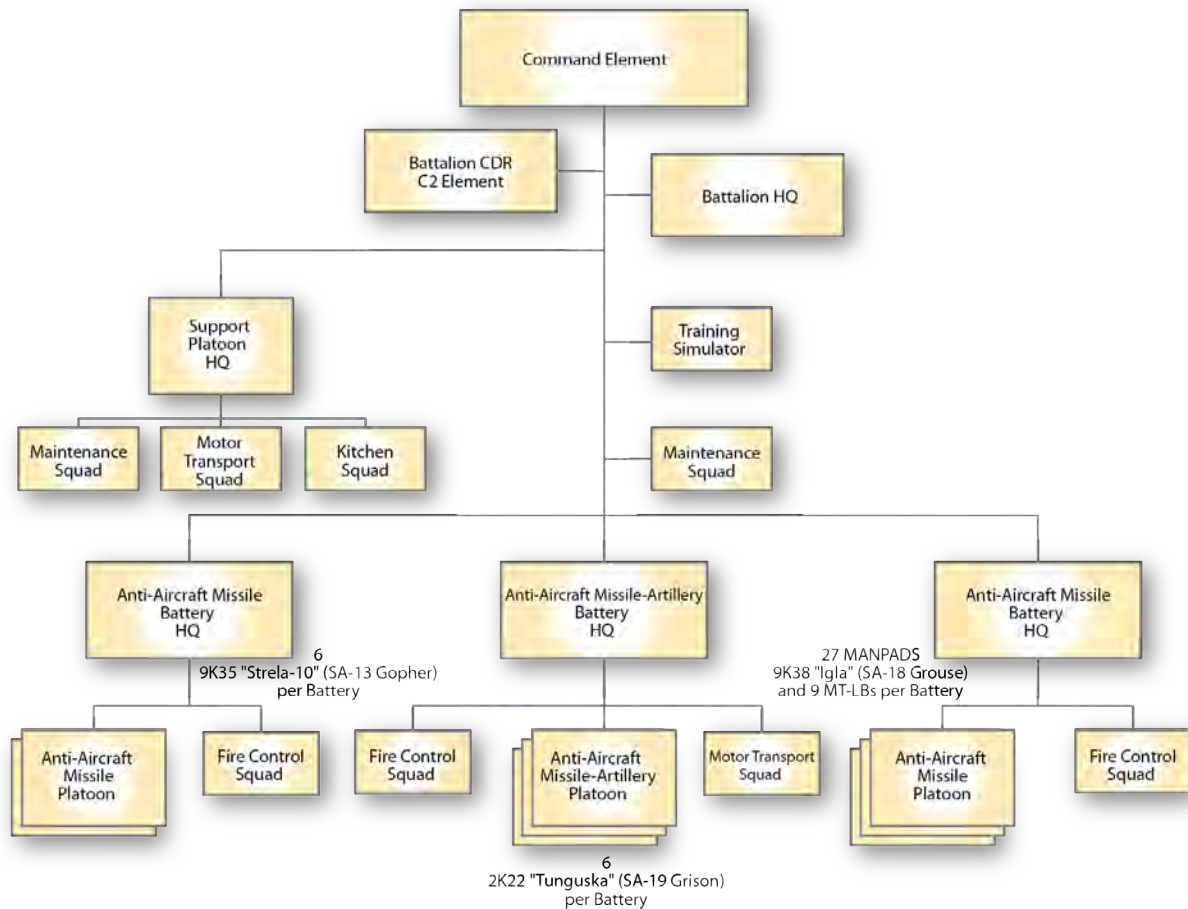 Command Element
Battalion CDR
C2 Element
Battalion HQ
Support
Platoon
HQ
Training
Simulator
Maintenance
Squad
Motor
Transport
Squad
Kitchen
Squad
Maintenance
Squad
Anti-Aircraft Missile
Battery
HQ
Anti-Aircraft Missile-Artillery
Battery
HQ
Anti-Aircraft Missile
Battery
HQ
6
9K35 "Strela-10" (SA-13 Gopher)
per Battery
27 MANPADS
9K38 "Igla" (SA-18 Grouse)
and 9 MT-LBs per Battery
Anti-Aircraft
Missile
Platoon
Fire Control
Squad
Fire Control
Squad
Anti-Aircraft
Missile-Artillery
Platoon
Motor Transport
Squad
Anti-Aircraft
Missile
Platoon
Fire Control
Squad
6
2K22 "Tunguska" (SA-19 Grison)
per Battery